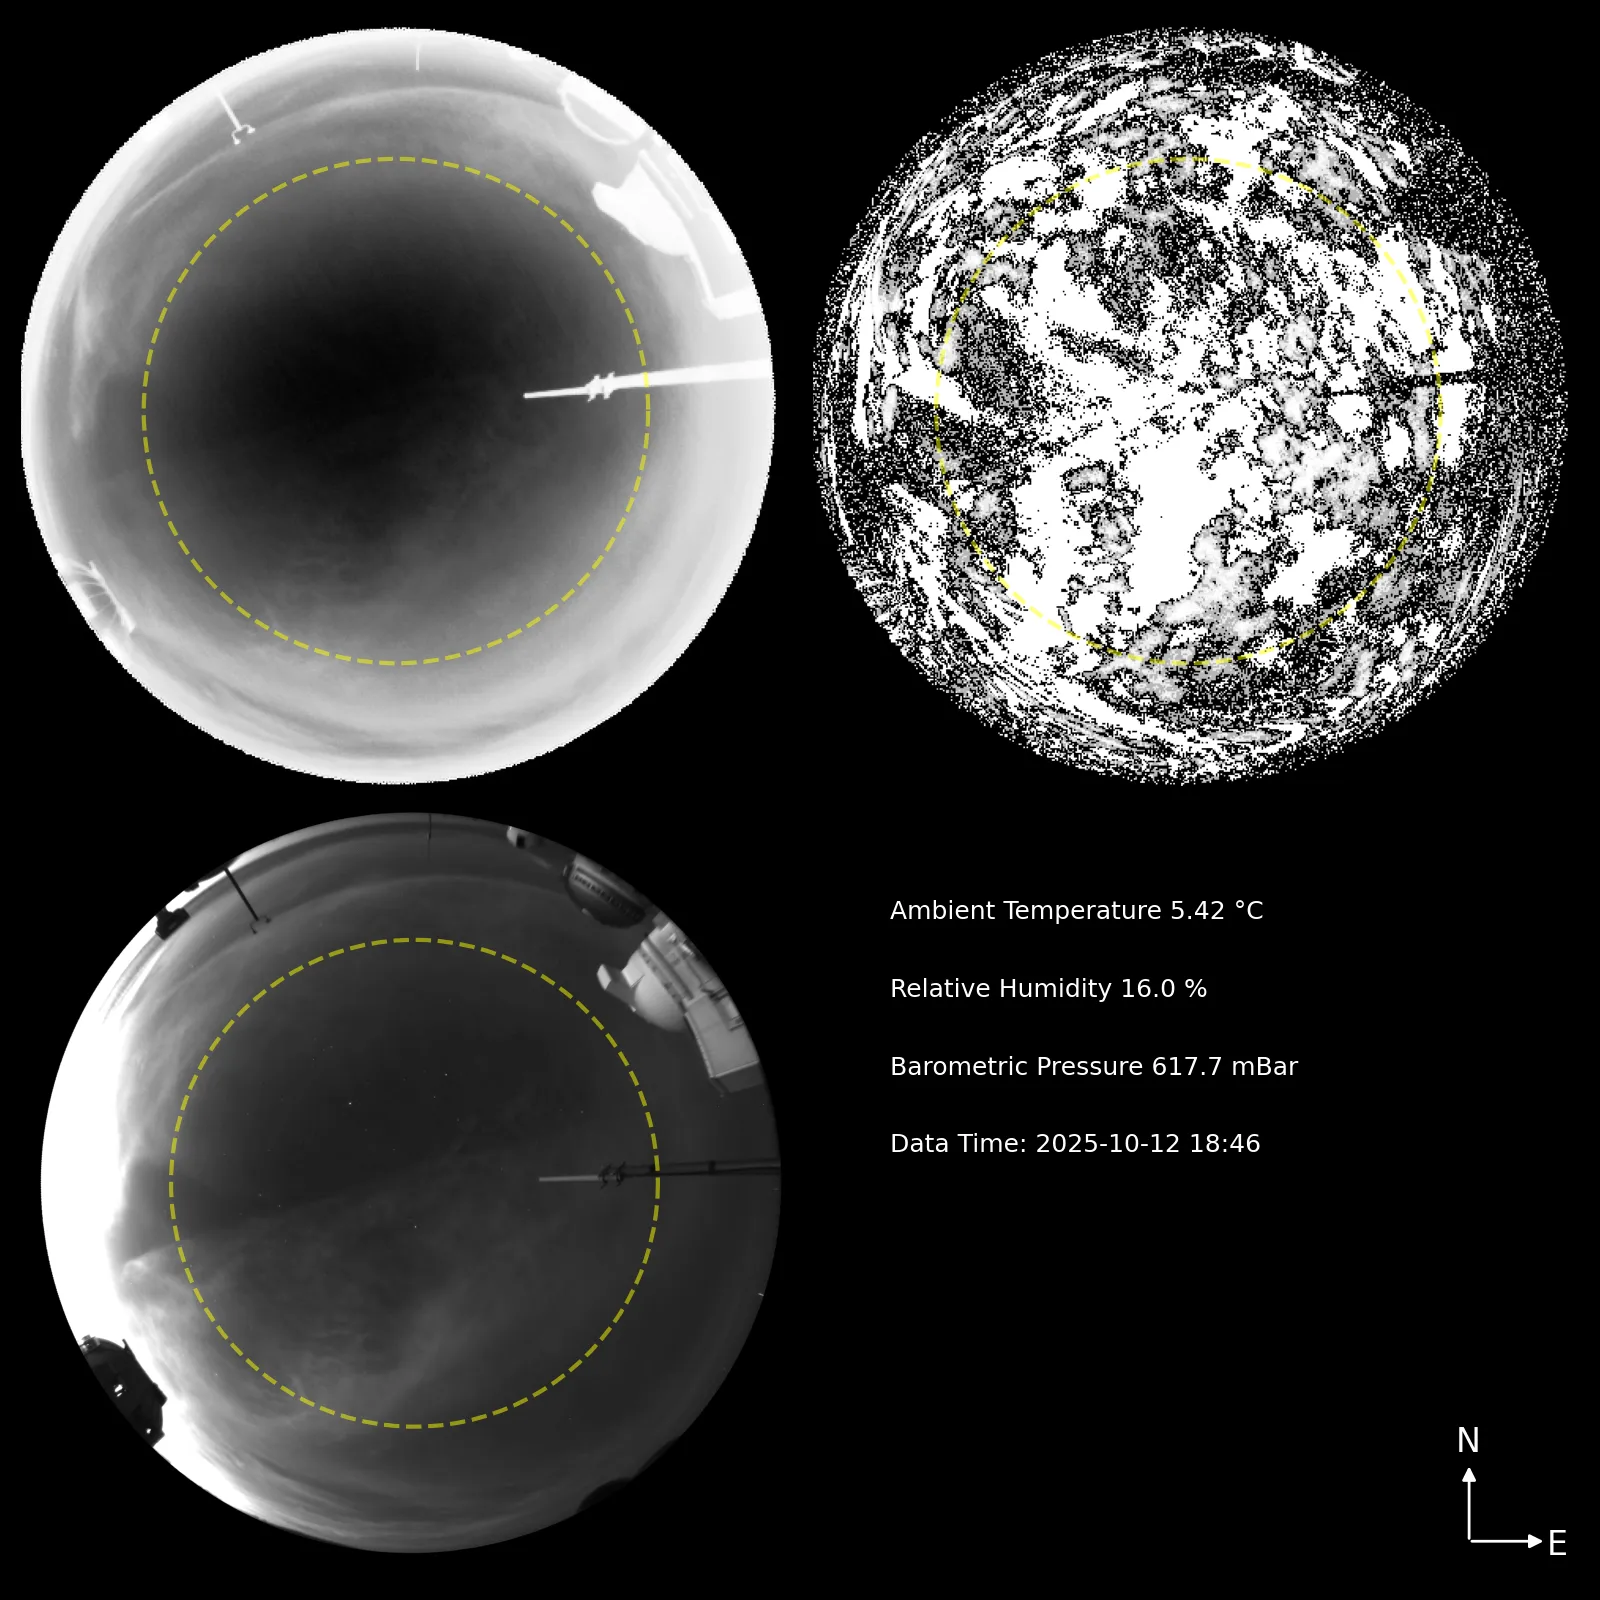 Ambient Temperature 5.42 °C
Relative Humidity 16.0 %
Barometric Pressure 617.7 mBar
Data Time: 2025-10-12 18:46
N
E